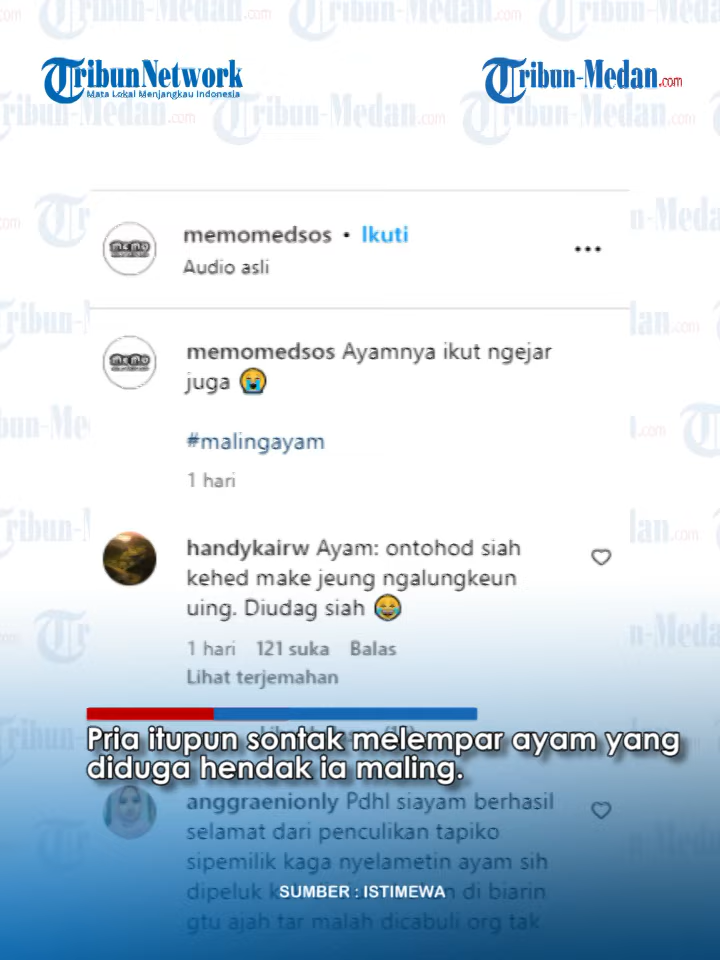 TribunNetwork
Mata Lokal Menjangkau Indonesia
Tribun-Medan.com
memomedsos • Ikuti
Audio asli
memomedsos Ayamnya ikut ngejar
juga 😭
#malingayam
1 hari
handykairw Ayam: ontohod siah
kehed make jeung ngalungkeun
uing. Diudag siah 😂
1 hari 121 suka Balas
Lihat terjemahan
Pria itupun sontak melempar ayam yang
diduga hendak ia maling.
anggraenionly Pdhl siayam berhasil
selamat dari penculikan tapiko
sipemilik kaga nyelametin ayam sih
dipeluk di biarin
SUMBER : ISTIMEWA
gtu ajah tar malah dicabuli org tak